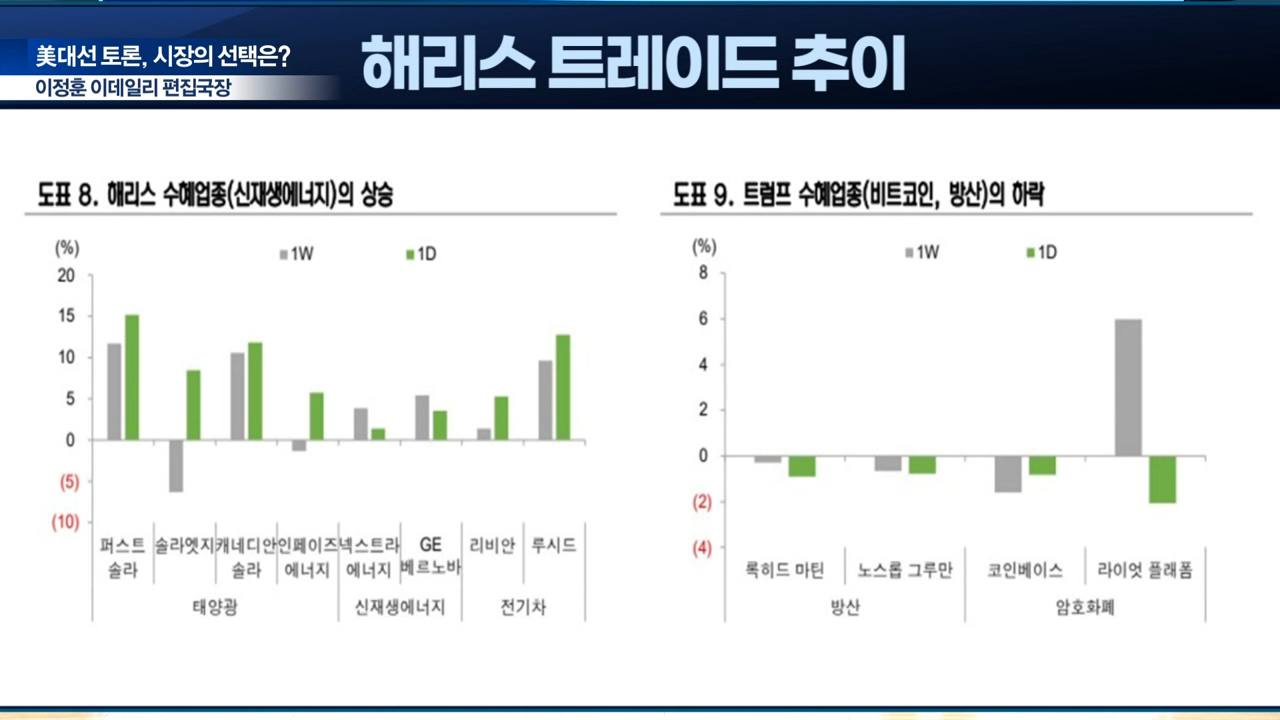 美대선 토론, 시장의 선택은?
이정훈 이데일리 편집국장
해리스 트레이드 추이
도표 8. 해리스 수혜업종(신재생에너지)의 상승
(%)
1W 1D
20
15
10
5
0
(5)
(10)
퍼스트 솔라엣지 캐네디안 인페이즈 넥스트라 GE 리비안 루시드
솔라 솔라 에너지 에너지 베르노바
태양광 신재생에너지 전기차
도표 9. 트럼프 수혜업종(비트코인, 방산)의 하락
(%)
1W 1D
8
6
4
2
0
(2)
(4)
록히드 마틴 노스롭 그루만 코인베이스 라이엇 플래폼
방산 암호화폐